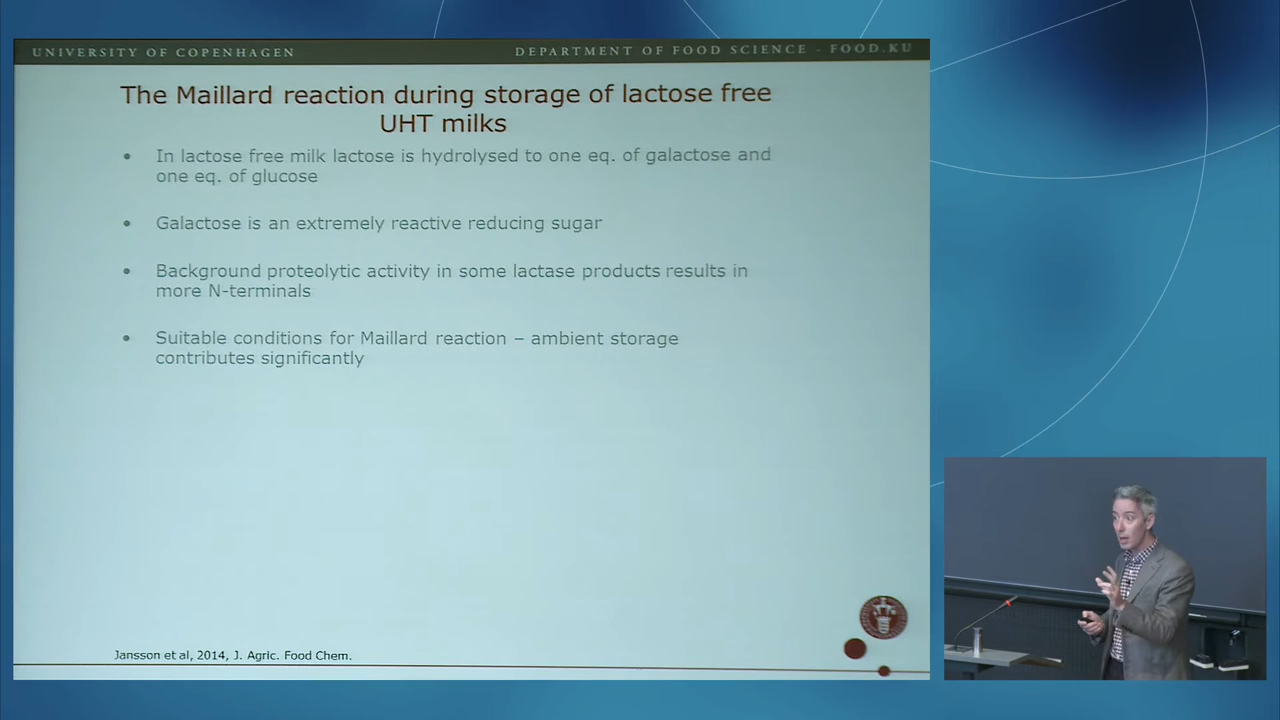 UNIVERSITY OF COPENHAGEN
DEPARTMENT OF FOOD SCIENCE - FOOD.KU
The Maillard reaction during storage of lactose free
UHT milks
• In lactose free milk lactose is hydrolysed to one eq. of galactose and
one eq. of glucose
• Galactose is an extremely reactive reducing sugar
• Background proteolytic activity in some lactase products results in
more N-terminals
• Suitable conditions for Maillard reaction – ambient storage
contributes significantly
Jansson et al, 2014, J. Agric. Food Chem.